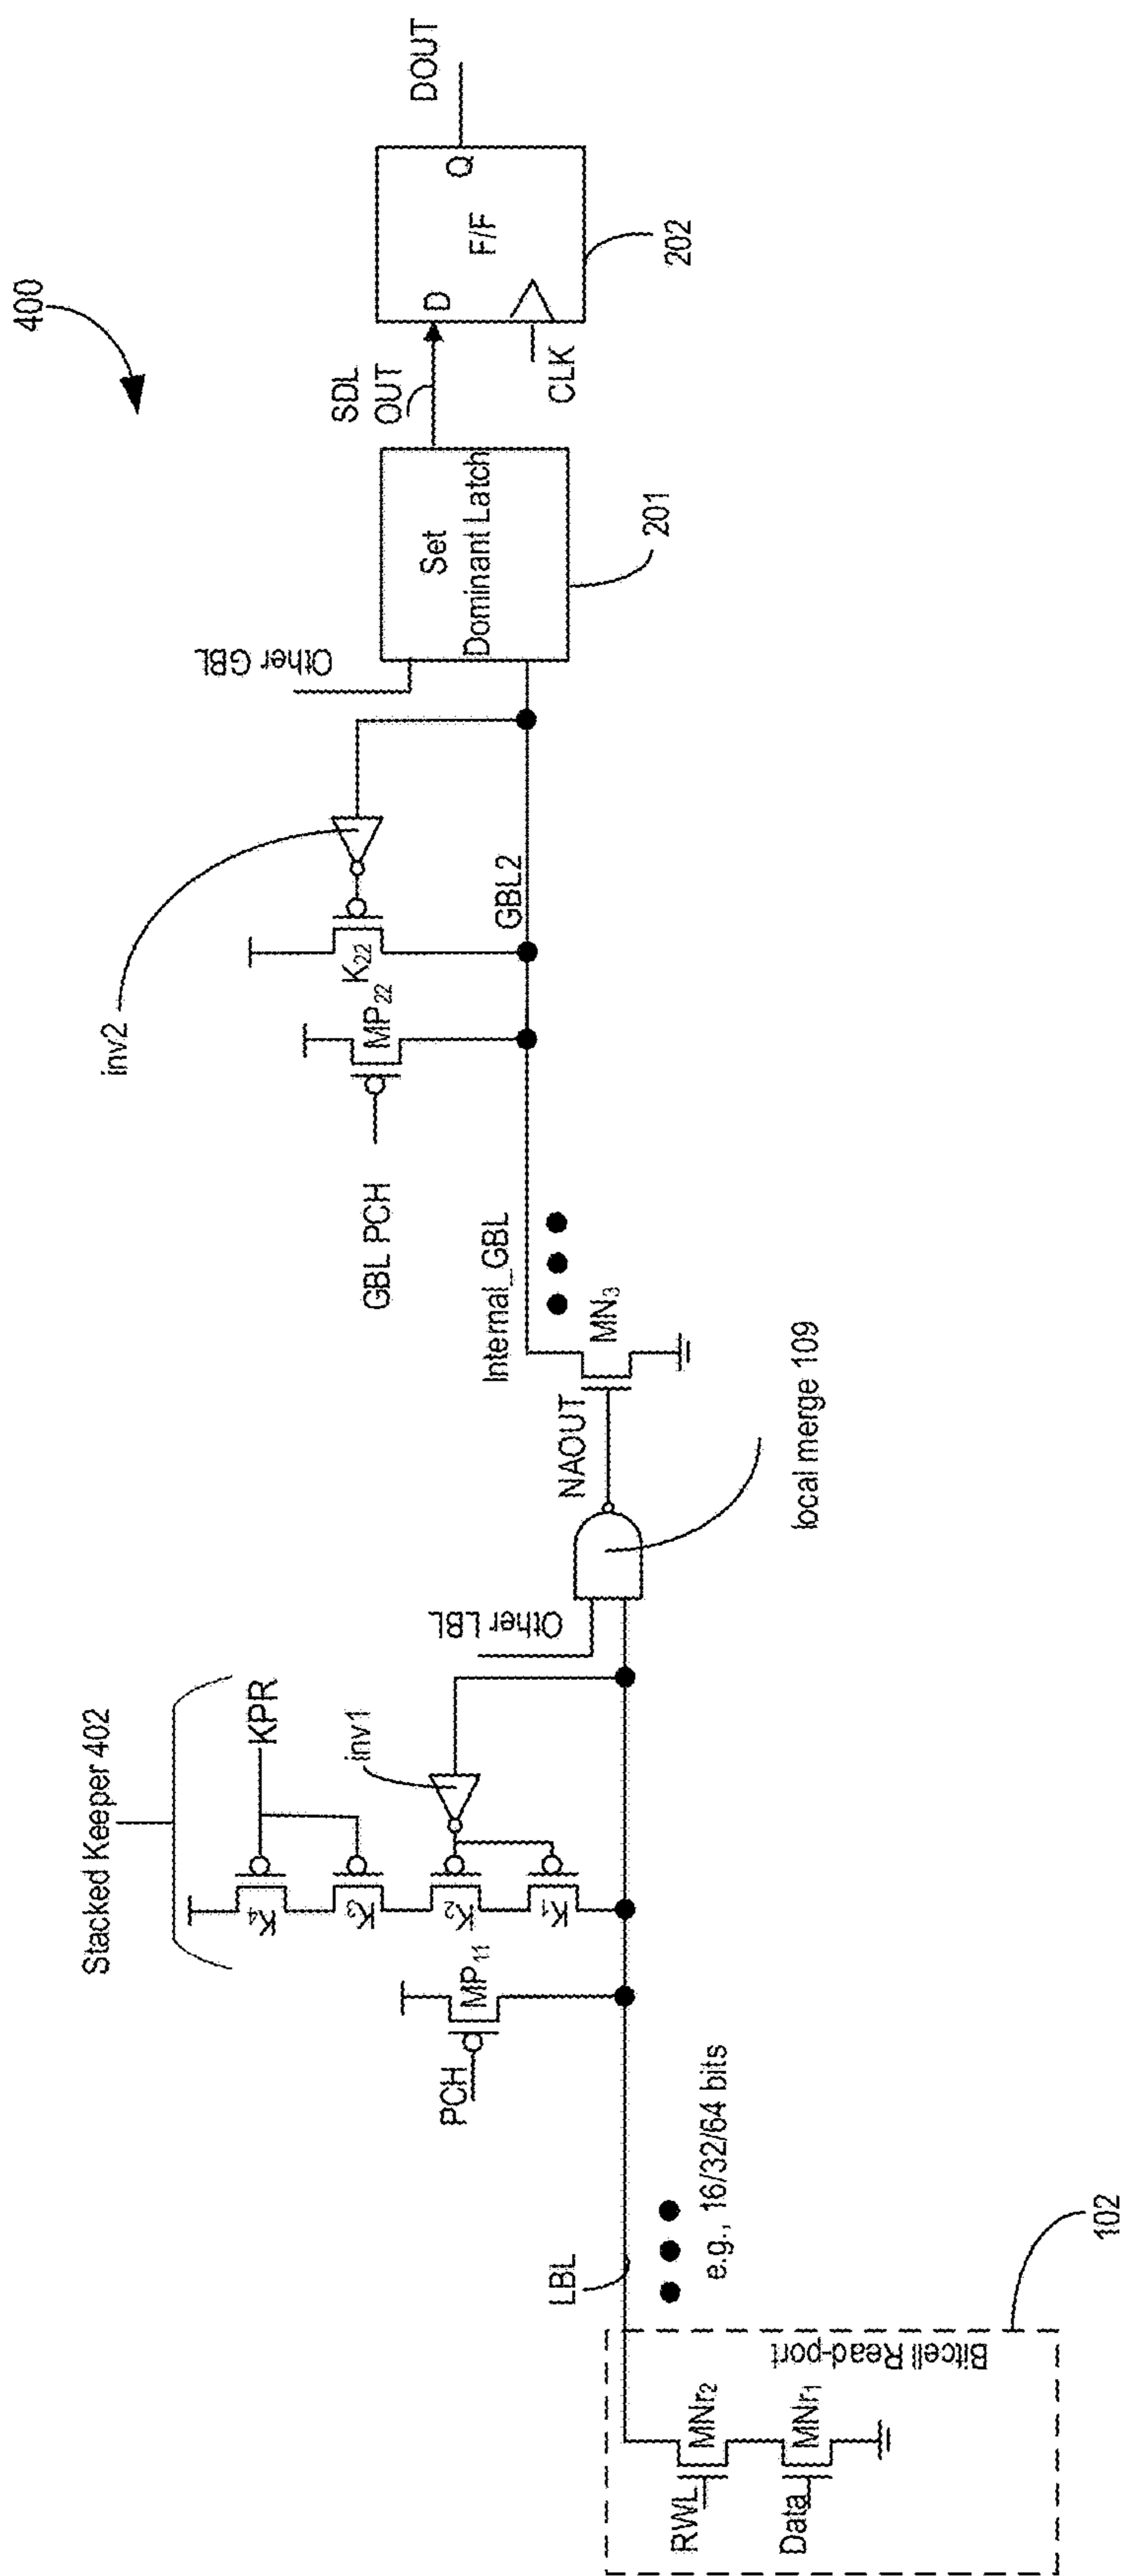 400
Stacked Keeper 402
KPR
K4
K3
K2
K1
inv1
PCH
MP11
LBL
e.g., 16/32/64 bits
RWL
MNr2
Data
MNr1
Bitcell Read-port
102
Other LBL
local merge 109
NAOUT
MN3
Internal_GBL
GBL PCH
MP22
K22
inv2
GBL2
Other GBL
Set
Dominant Latch
201
SDL
OUT
D
Q
F/F
CLK
202
DOUT